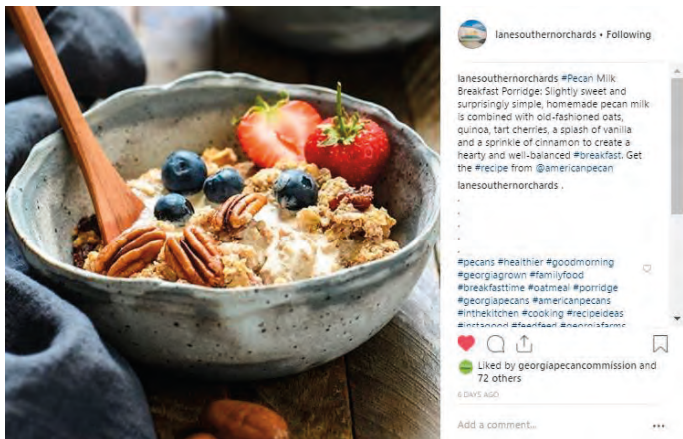 lanesouthernorchards • Following
lanesouthernorchards #Pecan Milk
Breakfast Porridge: Slightly sweet and
surprisingly simple, homemade pecan milk
is combined with old-fashioned oats,
quinoa, tart cherries, a splash of vanilla
and a sprinkle of cinnamon to create a
hearty and well-balanced #breakfast. Get
the #recipe from @americanpecan
lanesouthernorchards .
.
.
.
.
.
#pecans #healthier #goodmorning
#georgiagrown #familyfood
#breakfasttime #oatmeal #porridge
#georgiapecans #americanpecans
#inthekitchen #cooking #recipeideas
#instagood #feedfeed #georgiafarms
Liked by georgiapecancommission and
72 others
6 DAYS AGO
Add a comment...